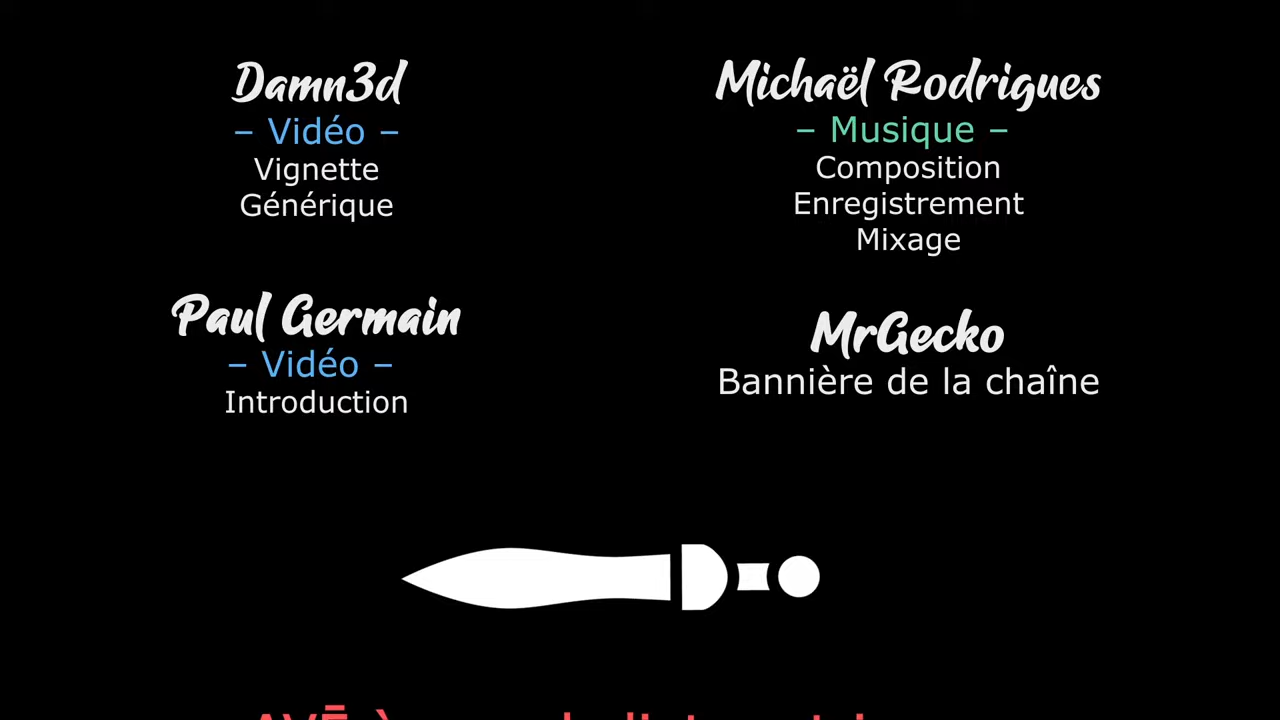 Damn3d
– Vidéo –
Vignette
Générique
Michaël Rodrigues
– Musique –
Composition
Enregistrement
Mixage
Paul Germain
– Vidéo –
Introduction
MrGecko
Bannière de la chaîne
AVĒ à